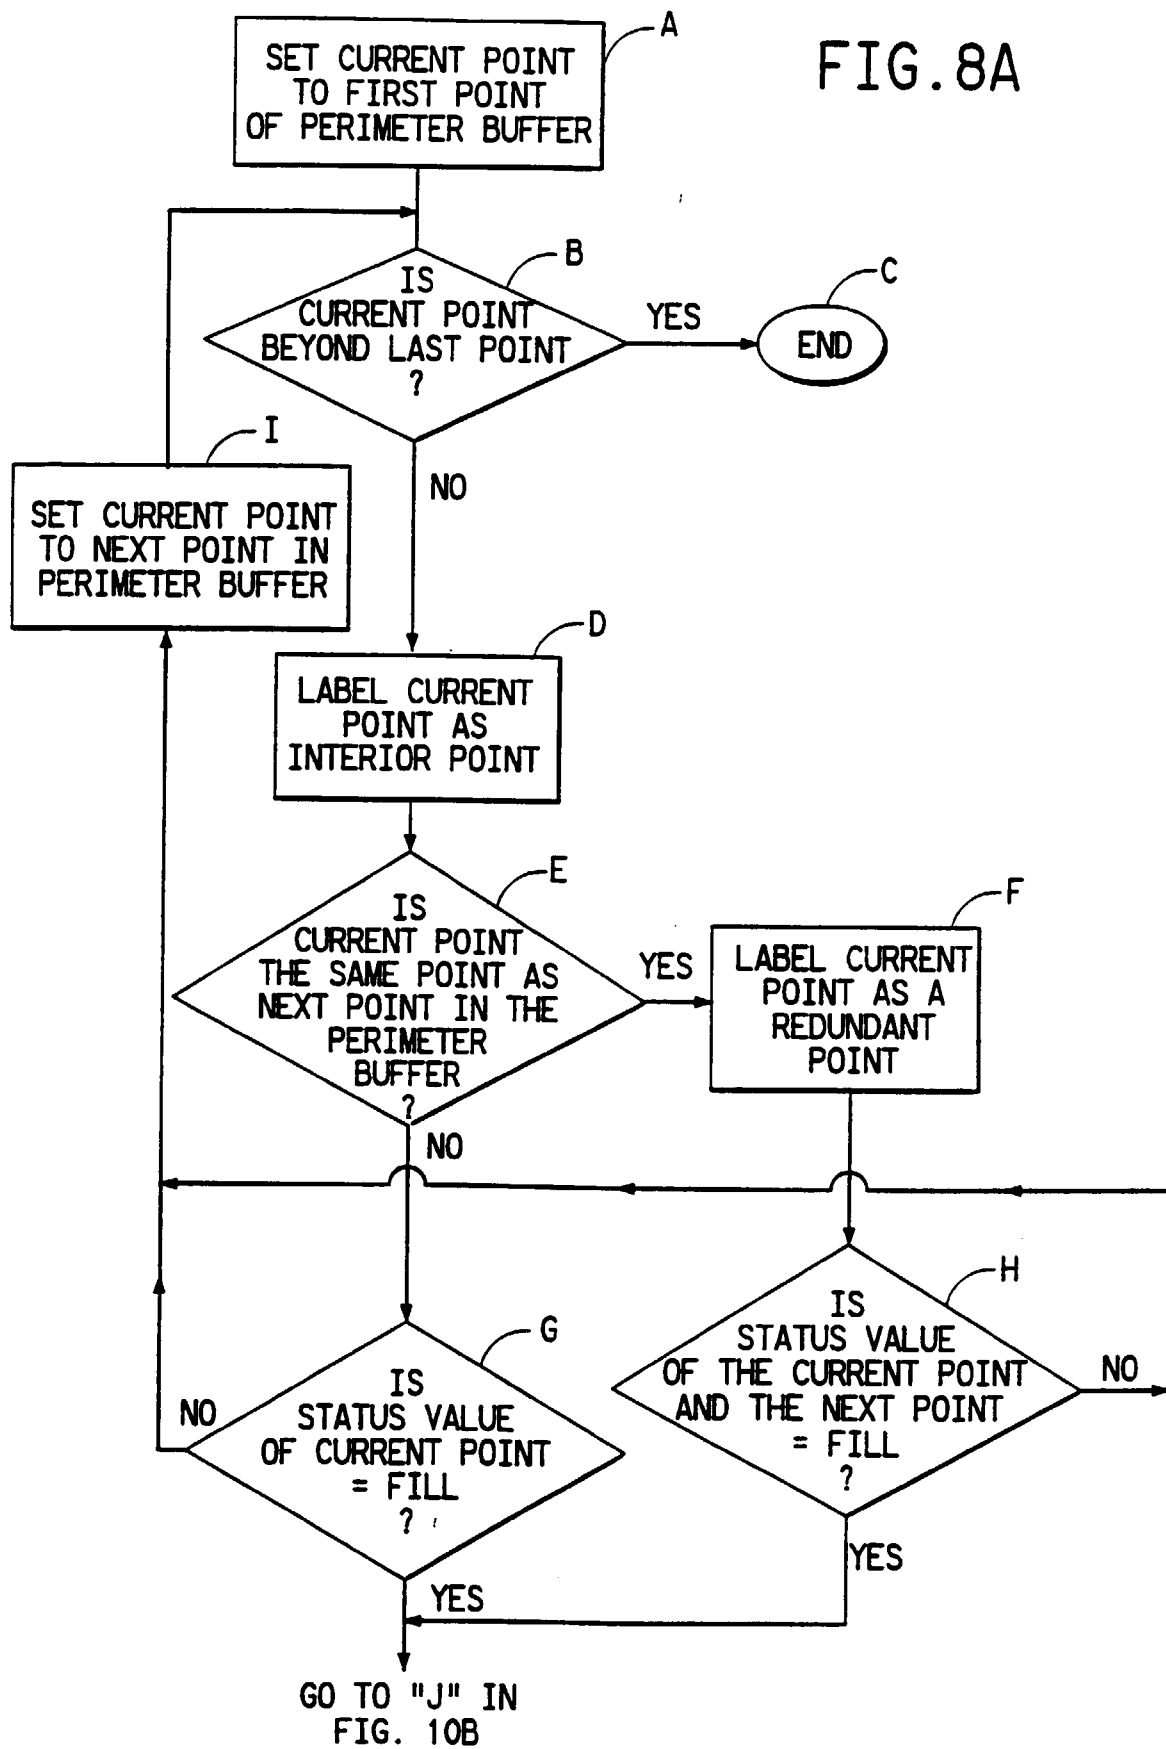 A
FIG. 8A
SET CURRENT POINT
TO FIRST POINT
OF PERIMETER BUFFER
B
IS
CURRENT POINT
BEYOND LAST POINT
?
YES
C
END
I
NO
SET CURRENT POINT
TO NEXT POINT IN
PERIMETER BUFFER
D
LABEL CURRENT
POINT AS
INTERIOR POINT
E
IS
CURRENT POINT
THE SAME POINT AS
NEXT POINT IN THE
PERIMETER
BUFFER
?
YES
F
LABEL CURRENT
POINT AS A
REDUNDANT
POINT
NO
H
IS
STATUS VALUE
OF THE CURRENT POINT
AND THE NEXT POINT
= FILL
?
NO
G
IS
STATUS VALUE
OF CURRENT POINT
= FILL
?
NO
YES
YES
GO TO "J" IN
FIG. 10B